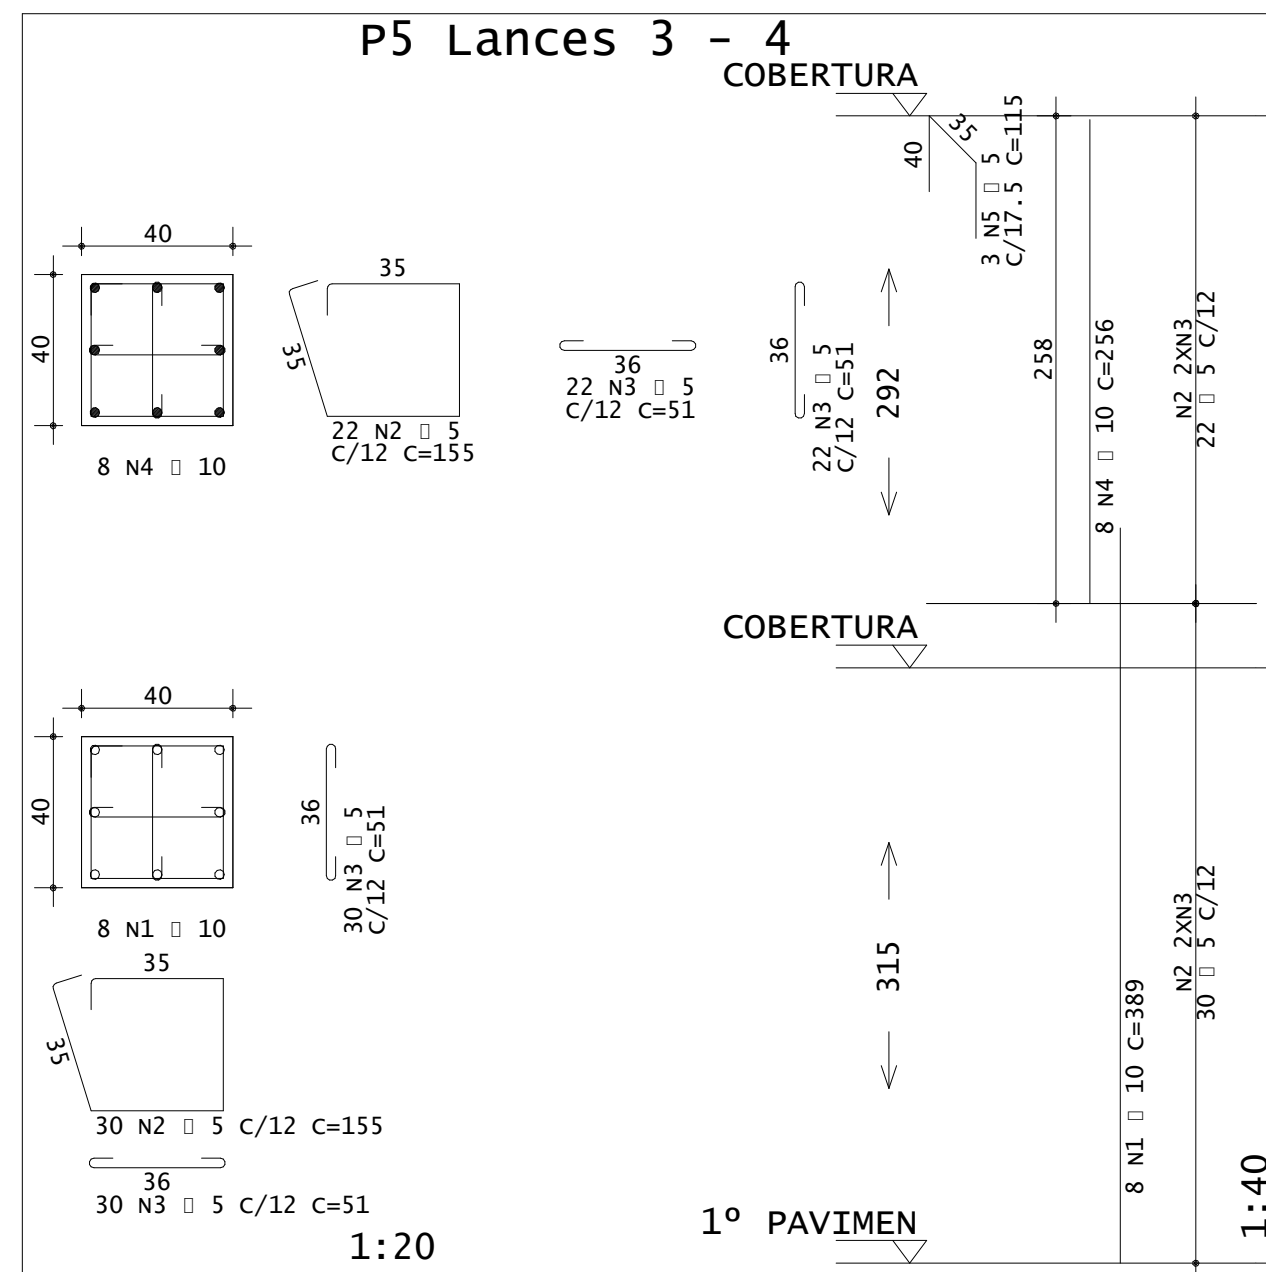 P5 Lances 3 - 4
COBERTURA
35
40
3 N5 ▯ 5
C/17.5 C=115
40
40
8 N4 ▯ 10
35
35
22 N2 ▯ 5
C/12 C=155
36
22 N3 ▯ 5
C/12 C=51
36
22 N3 ▯ 5
C/12 C=51
292
258
8 N4 ▯ 10 C=256
N2 2XN3
22 ▯ 5 C/12
COBERTURA
40
40
8 N1 ▯ 10
36
30 N3 ▯ 5
C/12 C=51
35
35
30 N2 ▯ 5 C/12 C=155
36
30 N3 ▯ 5 C/12 C=51
1:20
315
8 N1 ▯ 10 C=389
N2 2XN3
30 ▯ 5 C/12
1º PAVIMEN
1:40